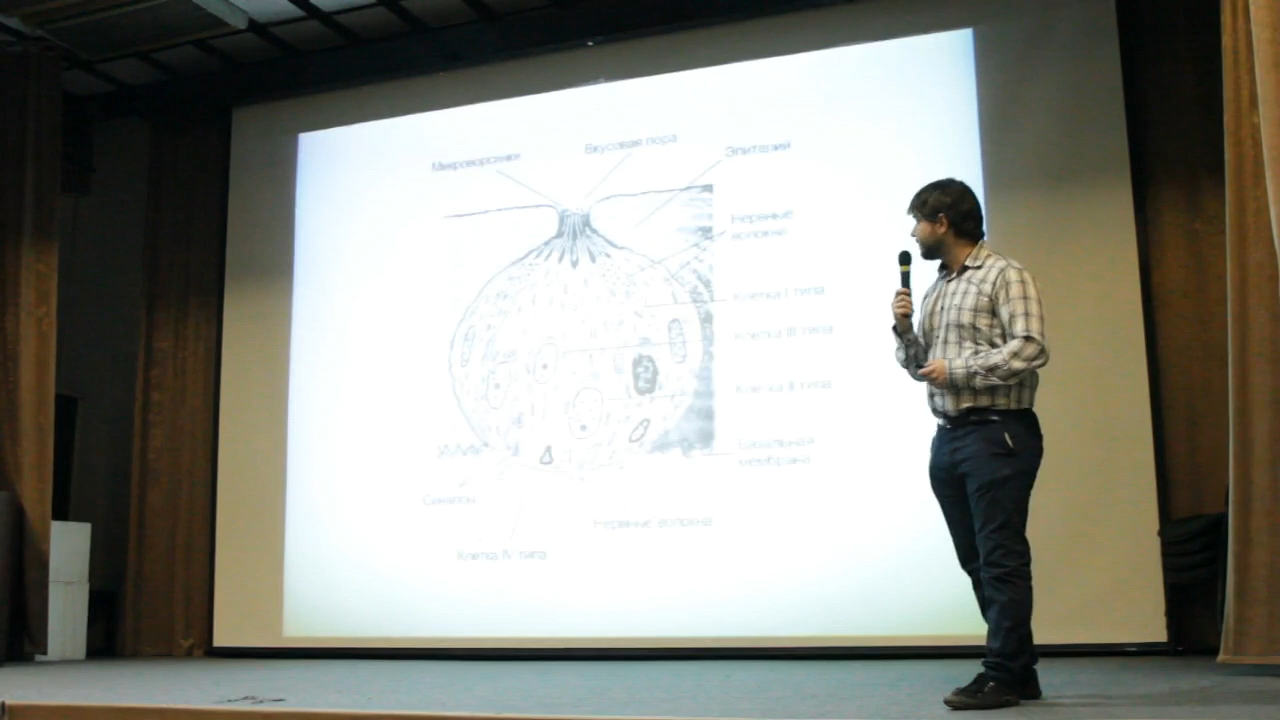 Микроворсинки
Вкусовая пора
Эпителий
Нервные
волокна
Клетка I типа
Клетка III типа
Клетка II типа
Базальная
мембрана
Синапсы
Нервные волокна
Клетка IV типа